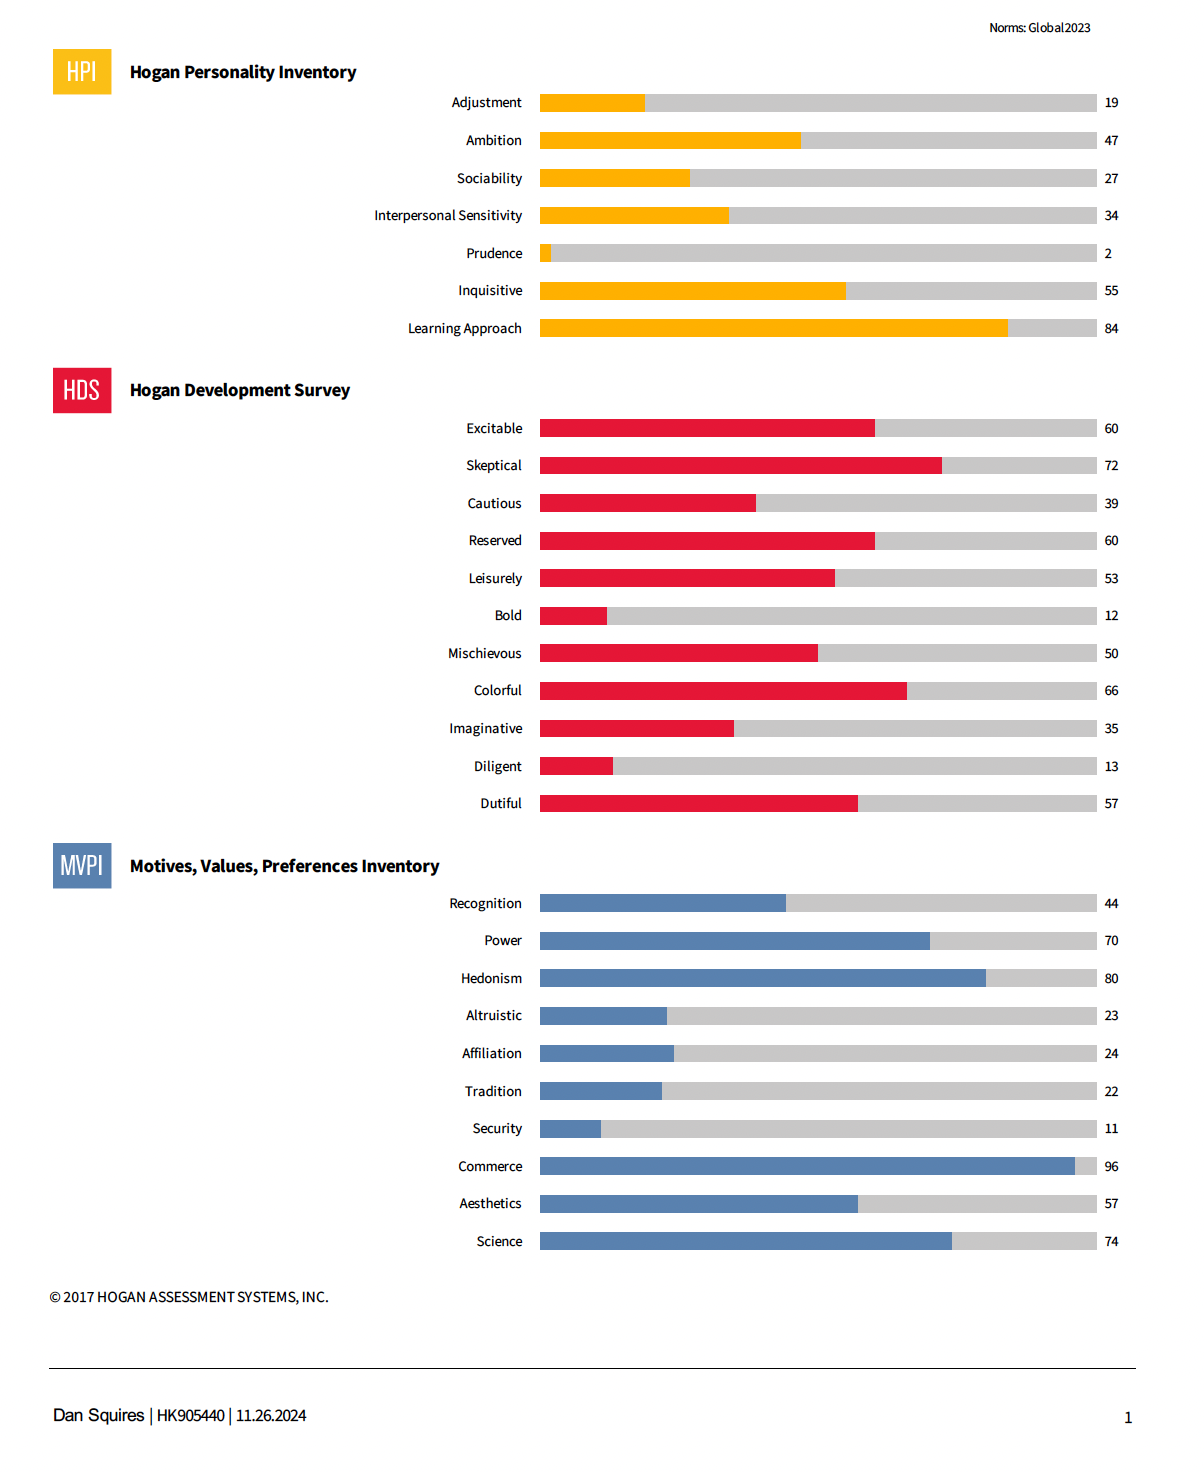 Norms: Global2023
HPI Hogan Personality Inventory
Adjustment 19
Ambition 47
Sociability 27
Interpersonal Sensitivity 34
Prudence 2
Inquisitive 55
Learning Approach 84
HDS Hogan Development Survey
Excitable 60
Skeptical 72
Cautious 39
Reserved 60
Leisurely 53
Bold 12
Mischievous 50
Colorful 66
Imaginative 35
Diligent 13
Dutiful 57
MVPI Motives, Values, Preferences Inventory
Recognition 44
Power 70
Hedonism 80
Altruistic 23
Affiliation 24
Tradition 22
Security 11
Commerce 96
Aesthetics 57
Science 74
© 2017 HOGAN ASSESSMENT SYSTEMS, INC.
Dan Squires | HK905440 | 11.26.2024 1